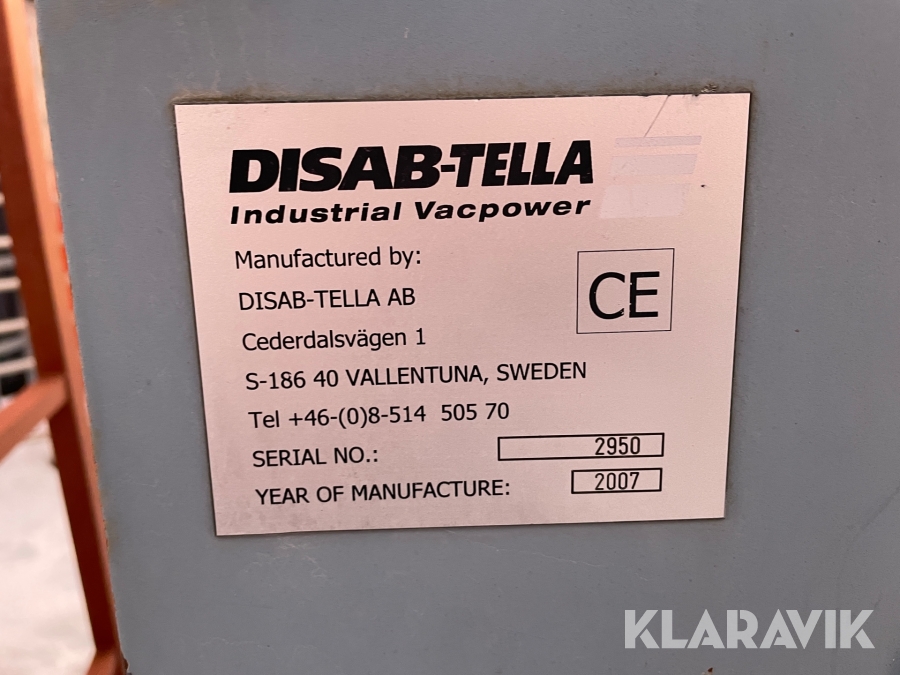 DISAB-TELLA
Industrial Vacpower
Manufactured by:
DISAB-TELLA AB
CE
Cederdalsvägen 1
S-186 40 VALLENTUNA, SWEDEN
Tel +46-(0)8-514 505 70
SERIAL NO.: 2950
YEAR OF MANUFACTURE: 2007
KLARAVIK